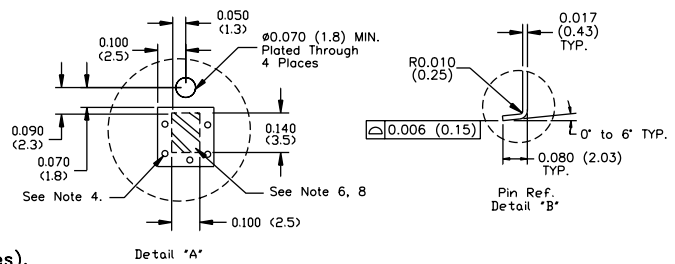 0.050
(1.3)
0.100
(2.5)
ø0.070 (1.8) MIN.
Plated Through
4 Places
0.090
(2.3)
0.070
(1.8)
0.140
(3.5)
See Note 4.
See Note 6, 8
0.100 (2.5)
Detail "A"
es).
0.017
(0.43)
TYP.
R0.010
(0.25)
⌓ 0.006 (0.15)
0° to 6° TYP.
0.080 (2.03)
TYP.
Pin Ref.
Detail "B"